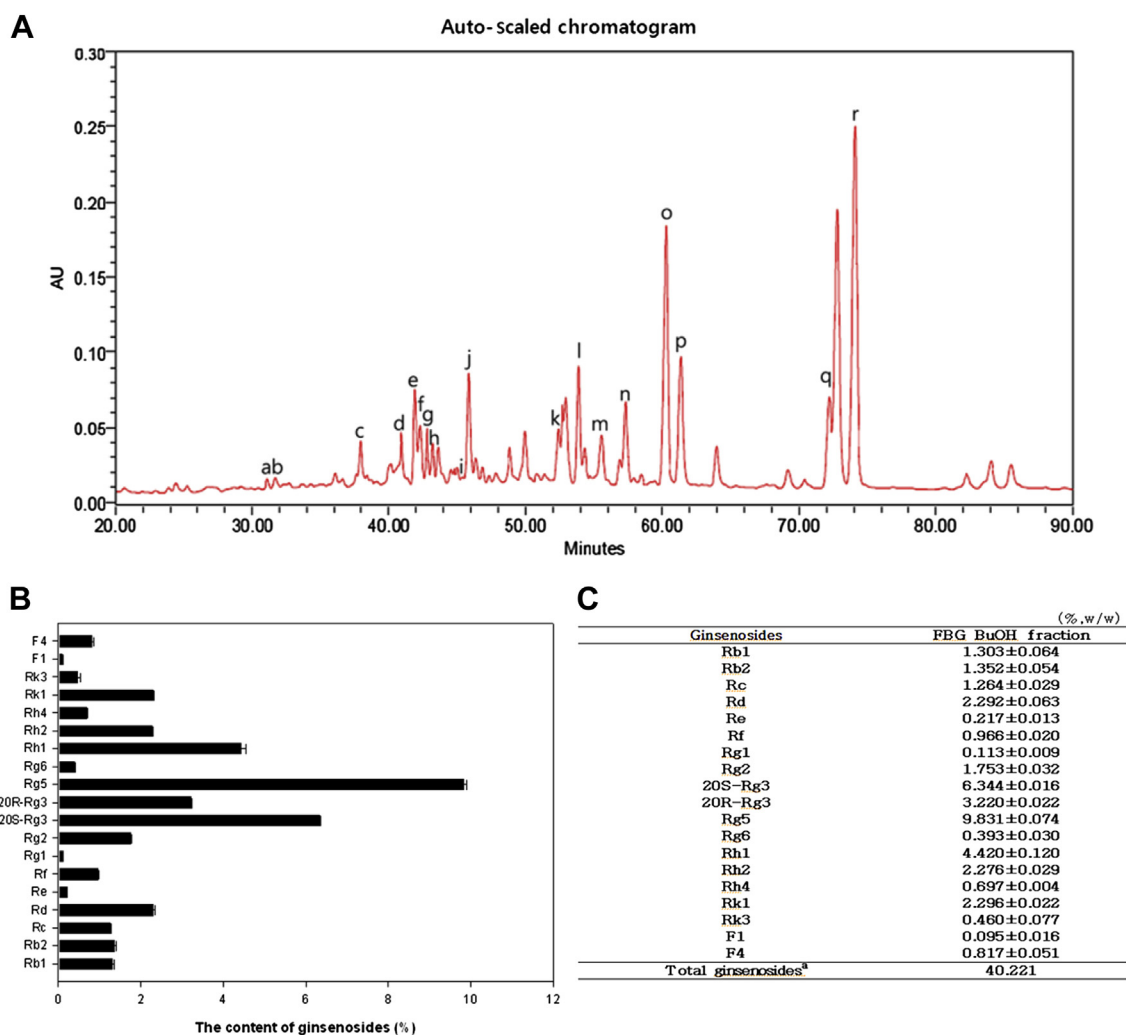 A
Auto-scaled chromatogram
0.30
0.25
0.20
0.15
0.10
0.05
0.00
AU
ab
c
d
e
f
g
h
i
j
k
l
m
n
o
p
q
r
20.00 30.00 40.00 50.00 60.00 70.00 80.00 90.00
Minutes
B
F4
F1
Rk3
Rk1
Rh4
Rh2
Rh1
Rg6
Rg5
20R-Rg3
20S-Rg3
Rg2
Rg1
Rf
Re
Rd
Rc
Rb2
Rb1
0 2 4 6 8 10 12
The content of ginsenosides (%)
C
(%,w/w)
Ginsenosides FBG BuOH fraction
Rb1 1.303±0.064
Rb2 1.352±0.054
Rc 1.264±0.029
Rd 2.292±0.063
Re 0.217±0.013
Rf 0.966±0.020
Rg1 0.113±0.009
Rg2 1.753±0.032
20S-Rg3 6.344±0.016
20R-Rg3 3.220±0.022
Rg5 9.831±0.074
Rg6 0.393±0.030
Rh1 4.420±0.120
Rh2 2.276±0.029
Rh4 0.697±0.004
Rk1 2.296±0.022
Rk3 0.460±0.077
F1 0.095±0.016
F4 0.817±0.051
Total ginsenosidesᵃ 40.221